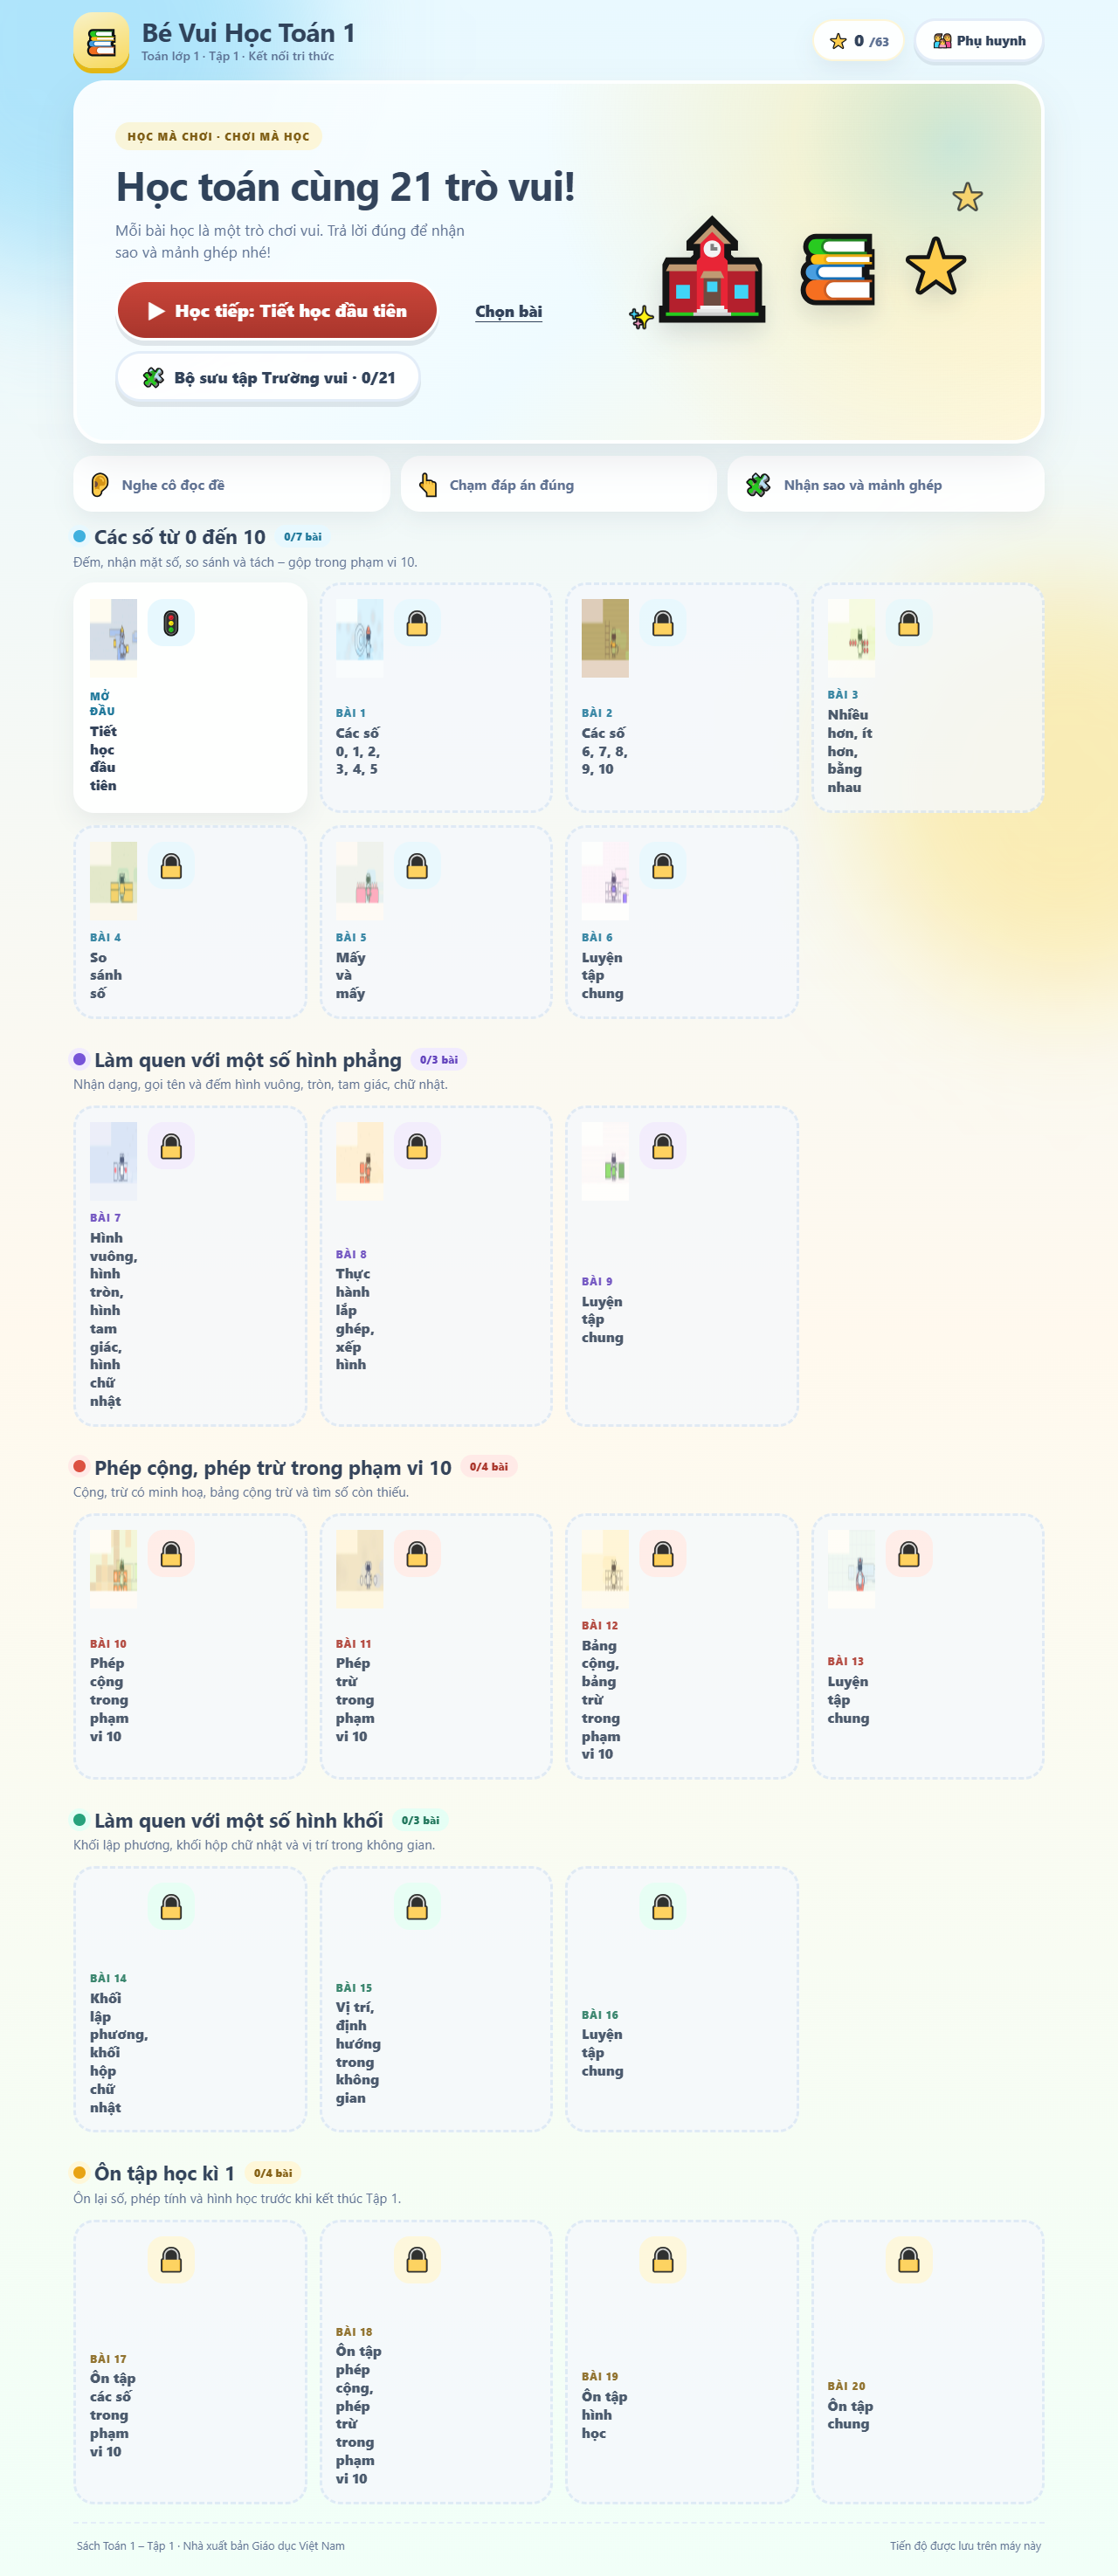 Bé Vui Học Toán 1
Toán lớp 1 · Tập 1 · Kết nối tri thức
0 /63
Phụ huynh
HỌC MÀ CHƠI · CHƠI MÀ HỌC
Học toán cùng 21 trò vui!
Mỗi bài học là một trò chơi vui. Trả lời đúng để nhận
sao và mảnh ghép nhé!
Học tiếp: Tiết học đầu tiên
Chọn bài
Bộ sưu tập Trường vui · 0/21
Nghe cô đọc đề
Chạm đáp án đúng
Nhận sao và mảnh ghép
Các số từ 0 đến 10
0/7 bài
Đếm, nhận mặt số, so sánh và tách – gộp trong phạm vi 10.
MỞ
ĐẦU
Tiết
học
đầu
tiên
BÀI 1
Các số
0, 1, 2,
3, 4, 5
BÀI 2
Các số
6, 7, 8,
9, 10
BÀI 3
Nhiều
hơn, ít
hơn,
bằng
nhau
BÀI 4
So
sánh
số
BÀI 5
Mấy
và
mấy
BÀI 6
Luyện
tập
chung
Làm quen với một số hình phẳng
0/3 bài
Nhận dạng, gọi tên và đếm hình vuông, tròn, tam giác, chữ nhật.
BÀI 7
Hình
vuông,
hình
tròn,
hình
tam
giác,
hình
chữ
nhật
BÀI 8
Thực
hành
lắp
ghép,
xếp
hình
BÀI 9
Luyện
tập
chung
Phép cộng, phép trừ trong phạm vi 10
0/4 bài
Cộng, trừ có minh hoạ, bảng cộng trừ và tìm số còn thiếu.
BÀI 10
Phép
cộng
trong
phạm
vi 10
BÀI 11
Phép
trừ
trong
phạm
vi 10
BÀI 12
Bảng
cộng,
bảng
trừ
trong
phạm
vi 10
BÀI 13
Luyện
tập
chung
Làm quen với một số hình khối
0/3 bài
Khối lập phương, khối hộp chữ nhật và vị trí trong không gian.
BÀI 14
Khối
lập
phương,
khối
hộp
chữ
nhật
BÀI 15
Vị trí,
định
hướng
trong
không
gian
BÀI 16
Luyện
tập
chung
Ôn tập học kì 1
0/4 bài
Ôn lại số, phép tính và hình học trước khi kết thúc Tập 1.
BÀI 17
Ôn tập
các số
trong
phạm
vi 10
BÀI 18
Ôn tập
phép
cộng,
phép
trừ
trong
phạm
vi 10
BÀI 19
Ôn tập
hình
học
BÀI 20
Ôn tập
chung
Sách Toán 1 – Tập 1 · Nhà xuất bản Giáo dục Việt Nam
Tiến độ được lưu trên máy này